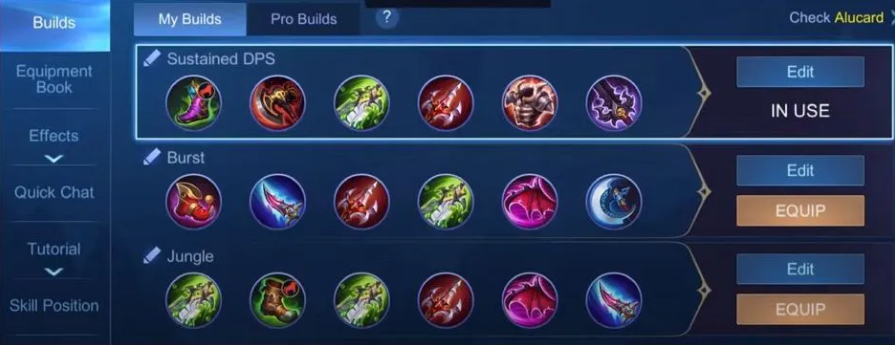 Builds
My Builds
Pro Builds
?
Check Alucard
Equipment
Book
Effects
Quick Chat
Tutorial
Skill Position
Sustained DPS
Edit
IN USE
Burst
Edit
EQUIP
Jungle
Edit
EQUIP